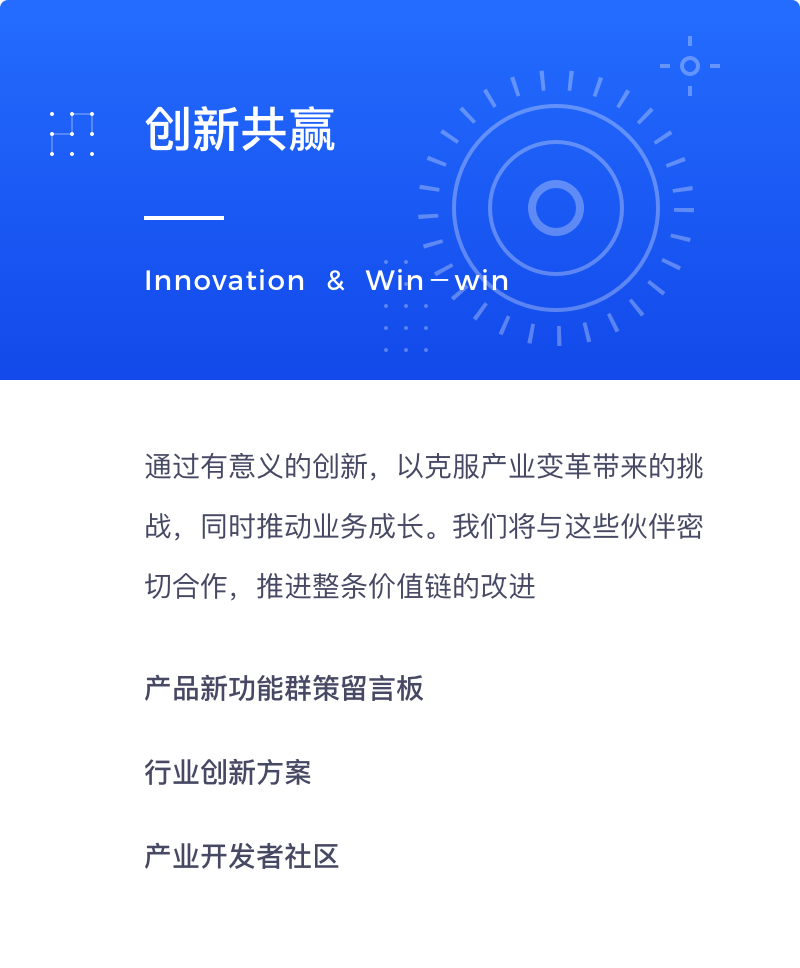 创新共赢
Innovation & Win-win
通过有意义的创新，以克服产业变革带来的挑
战，同时推动业务成长。我们将与这些伙伴密
切合作，推进整条价值链的改进
产品新功能群策留言板
行业创新方案
产业开发者社区